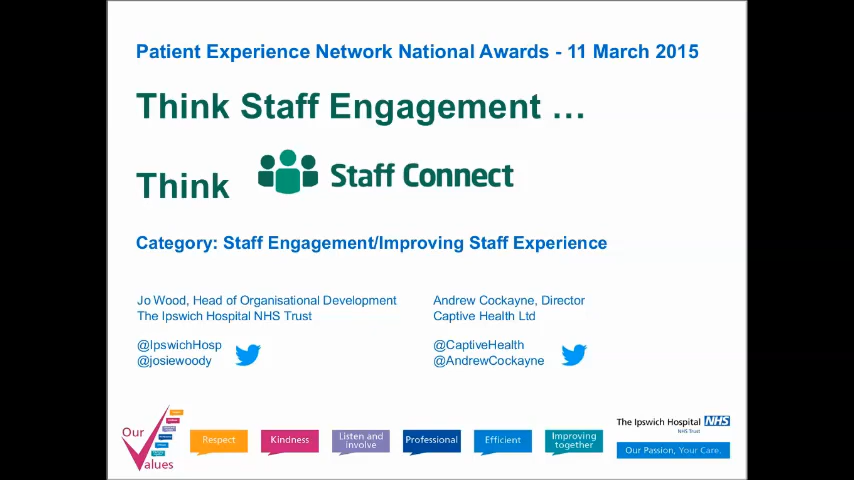 Patient Experience Network National Awards - 11 March 2015
Think Staff Engagement ...
Think Staff Connect
Category: Staff Engagement/Improving Staff Experience
Jo Wood, Head of Organisational Development
The Ipswich Hospital NHS Trust
@IpswichHosp
@josiewoody
Andrew Cockayne, Director
Captive Health Ltd
@CaptiveHealth
@AndrewCockayne
Our
Values
Respect
Kindness
Listen and
involve
Professional
Efficient
Improving
together
The Ipswich Hospital NHS
NHS Trust
Our Passion, Your Care.